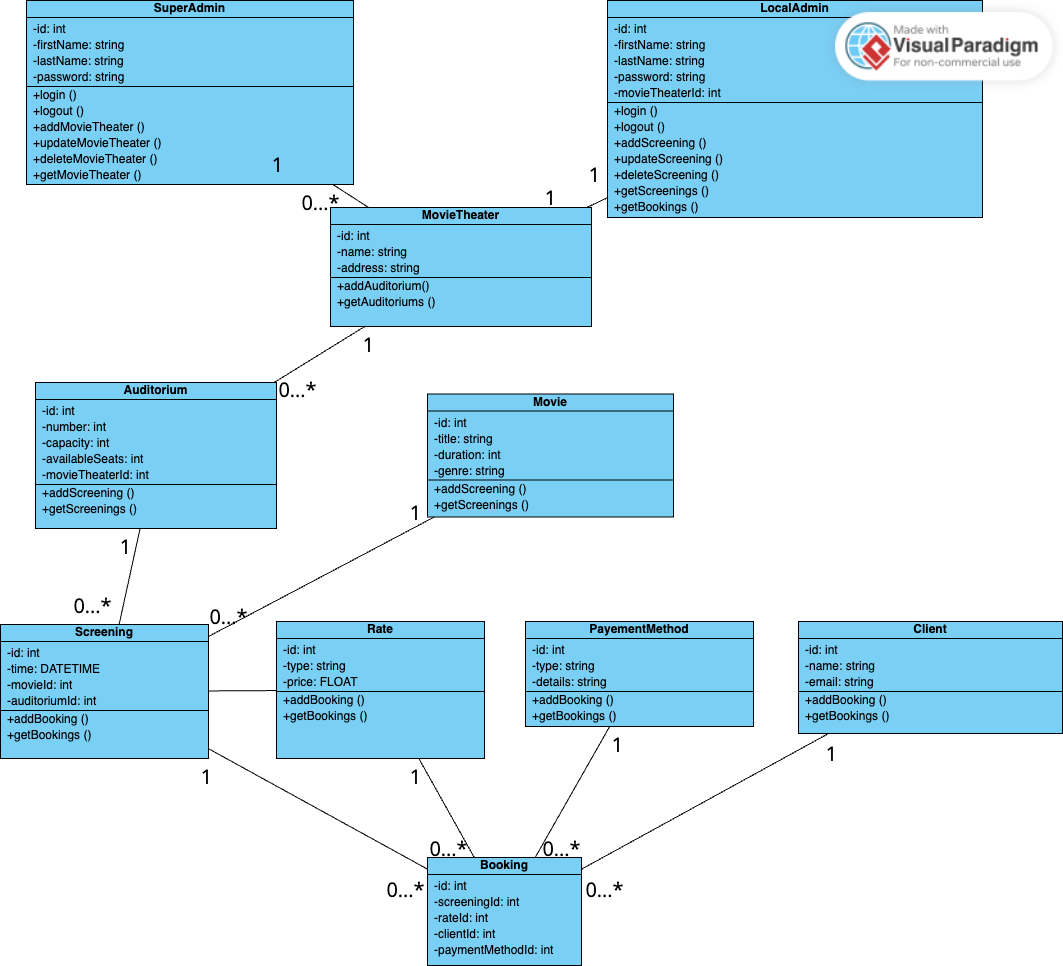 SuperAdmin
-id: int
-firstName: string
-lastName: string
-password: string
+login ()
+logout ()
+addMovieTheater ()
+updateMovieTheater ()
+deleteMovieTheater ()
+getMovieTheater ()
1
0...*
LocalAdmin
-id: int
-firstName: string
-lastName: string
-password: string
-movieTheaterId: int
+login ()
+logout ()
+addScreening ()
+updateScreening ()
+deleteScreening ()
+getScreenings ()
+getBookings ()
1
1
Made with
VisualParadigm
For non-commercial use
MovieTheater
-id: int
-name: string
-address: string
+addAuditorium()
+getAuditoriums ()
1
0...*
Auditorium
-id: int
-number: int
-capacity: int
-availableSeats: int
-movieTheaterId: int
+addScreening ()
+getScreenings ()
1
0...*
Movie
-id: int
-title: string
-duration: int
-genre: string
+addScreening ()
+getScreenings ()
1
0...*
Screening
-id: int
-time: DATETIME
-movieId: int
-auditoriumId: int
+addBooking ()
+getBookings ()
1
0...*
Rate
-id: int
-type: string
-price: FLOAT
+addBooking ()
+getBookings ()
1
0...*
PayementMethod
-id: int
-type: string
-details: string
+addBooking ()
+getBookings ()
1
0...*
Client
-id: int
-name: string
-email: string
+addBooking ()
+getBookings ()
1
0...*
Booking
-id: int
-screeningId: int
-rateId: int
-clientId: int
-paymentMethodId: int